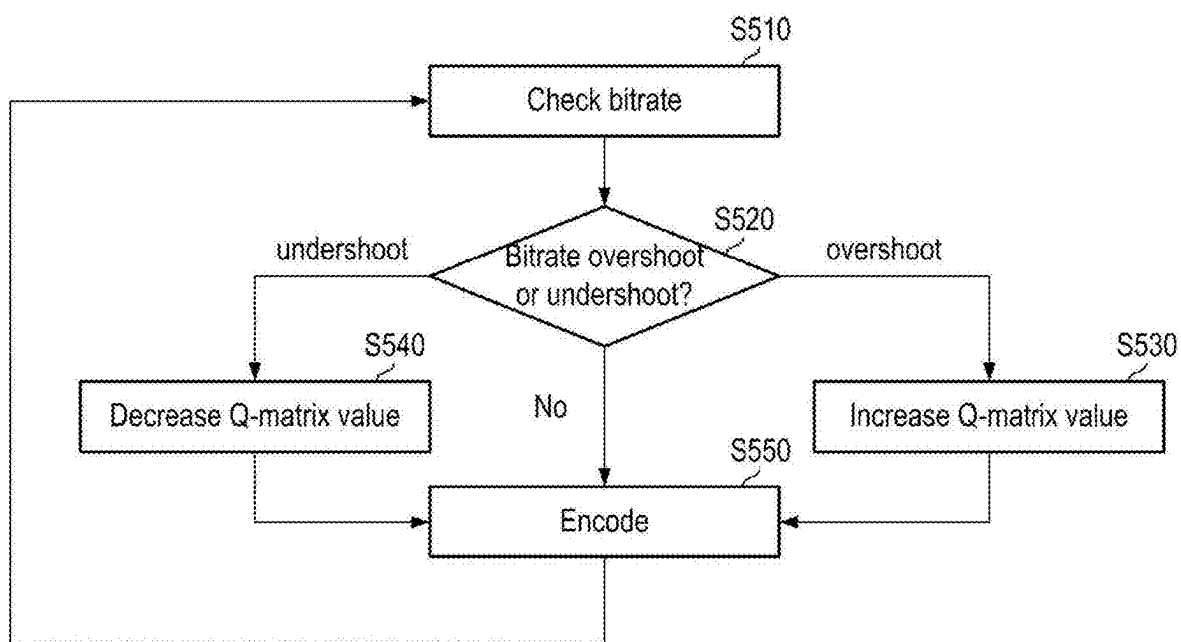 S510
Check bitrate
S520
undershoot
Bitrate overshoot
or undershoot?
overshoot
S540
Decrease Q-matrix value
No
S530
Increase Q-matrix value
S550
Encode